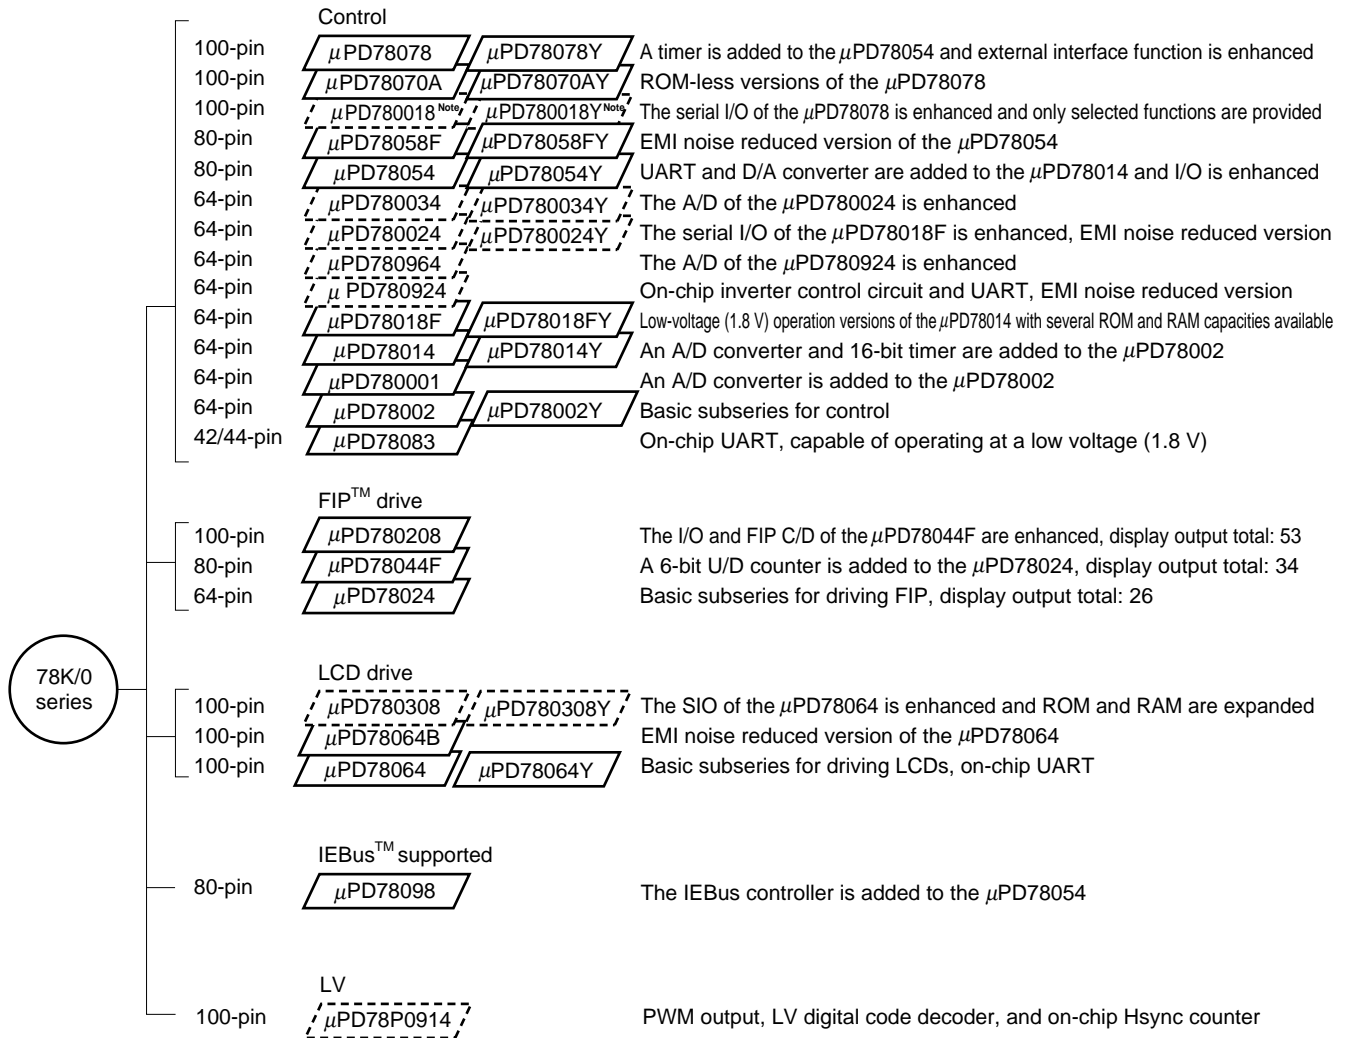 Control
100-pin μPD78078 μPD78078Y A timer is added to the μPD78054 and external interface function is enhanced
100-pin μPD78070A μPD78070AY ROM-less versions of the μPD78078
100-pin μPD780018 Note μPD780018Y Note The serial I/O of the μPD78078 is enhanced and only selected functions are provided
80-pin μPD78058F μPD78058FY EMI noise reduced version of the μPD78054
80-pin μPD78054 μPD78054Y UART and D/A converter are added to the μPD78014 and I/O is enhanced
64-pin μPD780034 μPD780034Y The A/D of the μPD780024 is enhanced
64-pin μPD780024 μPD780024Y The serial I/O of the μPD78018F is enhanced, EMI noise reduced version
64-pin μPD780964 The A/D of the μPD780924 is enhanced
64-pin μ PD780924 On-chip inverter control circuit and UART, EMI noise reduced version
64-pin μPD78018F μPD78018FY Low-voltage (1.8 V) operation versions of the μPD78014 with several ROM and RAM capacities available
64-pin μPD78014 μPD78014Y An A/D converter and 16-bit timer are added to the μPD78002
64-pin μPD780001 An A/D converter is added to the μPD78002
64-pin μPD78002 μPD78002Y Basic subseries for control
42/44-pin μPD78083 On-chip UART, capable of operating at a low voltage (1.8 V)
FIP™ drive
100-pin μPD780208 The I/O and FIP C/D of the μPD78044F are enhanced, display output total: 53
80-pin μPD78044F A 6-bit U/D counter is added to the μPD78024, display output total: 34
64-pin μPD78024 Basic subseries for driving FIP, display output total: 26
78K/0
series
LCD drive
100-pin μPD780308 μPD780308Y The SIO of the μPD78064 is enhanced and ROM and RAM are expanded
100-pin μPD78064B EMI noise reduced version of the μPD78064
100-pin μPD78064 μPD78064Y Basic subseries for driving LCDs, on-chip UART
IEBus™ supported
80-pin μPD78098 The IEBus controller is added to the μPD78054
LV
100-pin μPD78P0914 PWM output, LV digital code decoder, and on-chip Hsync counter